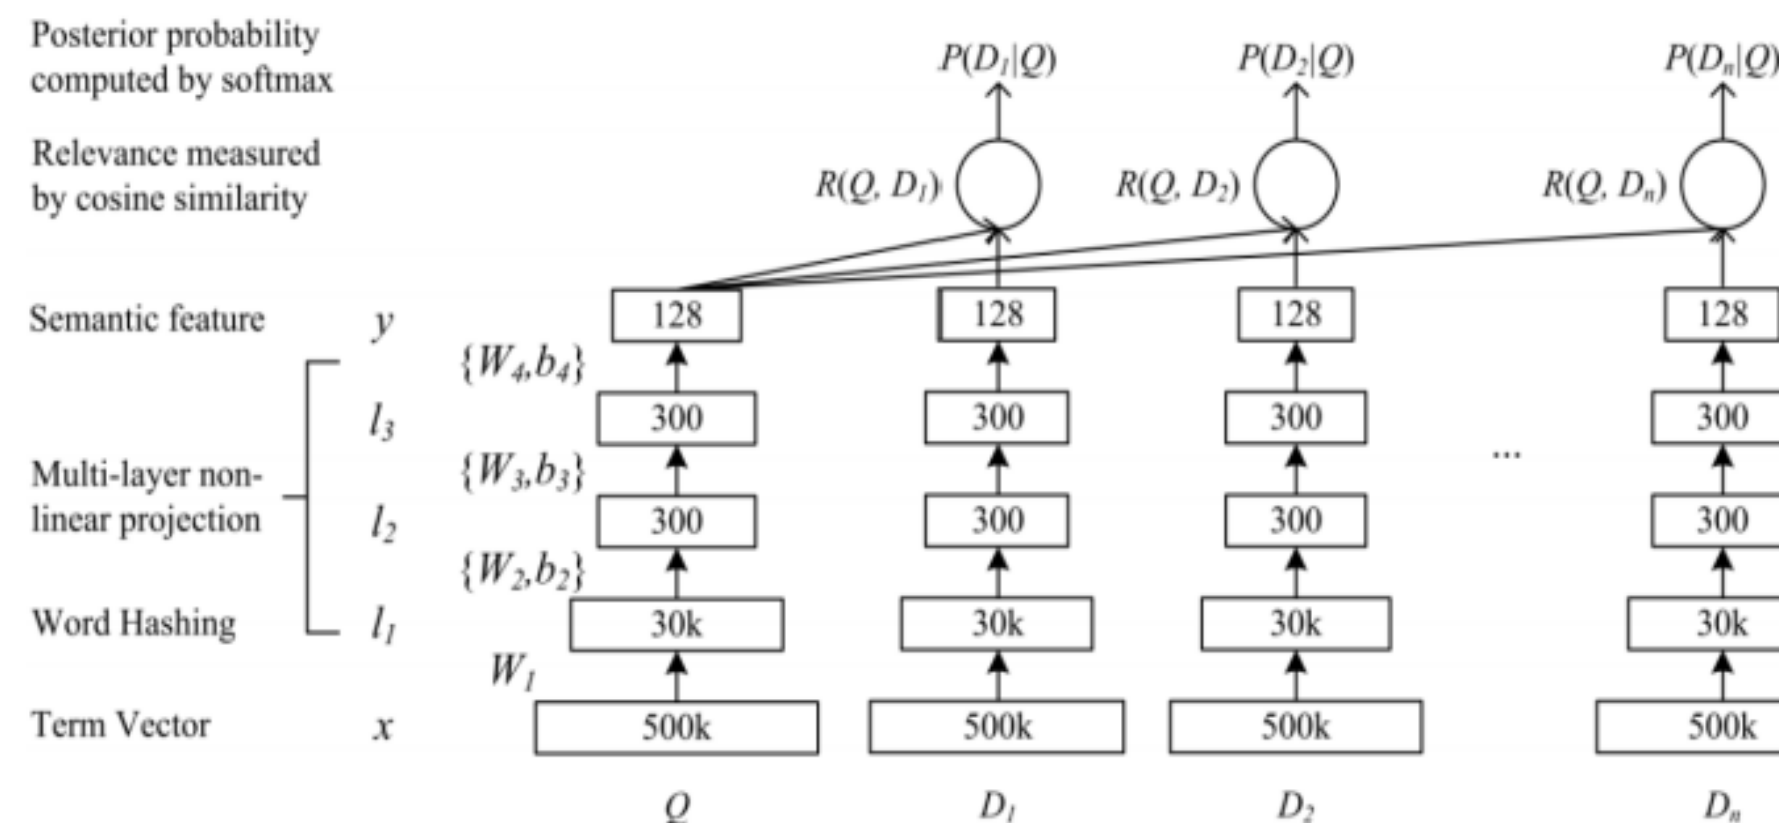 Posterior probability
computed by softmax
P(D₁|Q) P(D₂|Q) P(Dₙ|Q)
Relevance measured
by cosine similarity
R(Q, D₁) R(Q, D₂) R(Q, Dₙ)
Semantic feature y 128 128 128 128
{W₄,b₄}
l₃ 300 300 300 300
Multi-layer non-
linear projection
{W₃,b₃}
...
l₂ 300 300 300 300
{W₂,b₂}
Word Hashing l₁ 30k 30k 30k 30k
W₁
Term Vector x 500k 500k 500k 500k
Q D₁ D₂ Dₙ